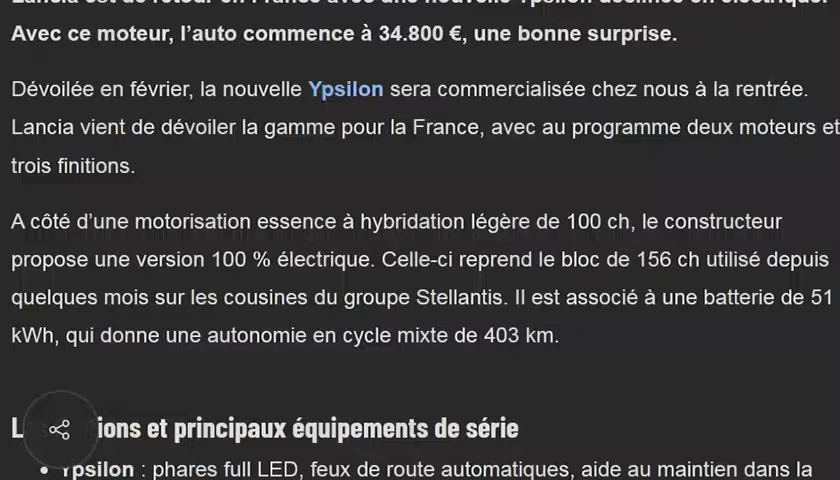 Lancia est de retour en France avec une nouvelle Ypsilon déclinée en électrique.
Avec ce moteur, l’auto commence à 34.800 €, une bonne surprise.
Dévoilée en février, la nouvelle Ypsilon sera commercialisée chez nous à la rentrée.
Lancia vient de dévoiler la gamme pour la France, avec au programme deux moteurs et
trois finitions.
A côté d’une motorisation essence à hybridation légère de 100 ch, le constructeur
propose une version 100 % électrique. Celle-ci reprend le bloc de 156 ch utilisé depuis
quelques mois sur les cousines du groupe Stellantis. Il est associé à une batterie de 51
kWh, qui donne une autonomie en cycle mixte de 403 km.
et principaux équipements de série
• Ypsilon : phares full LED, feux de route automatiques, aide au maintien dans la